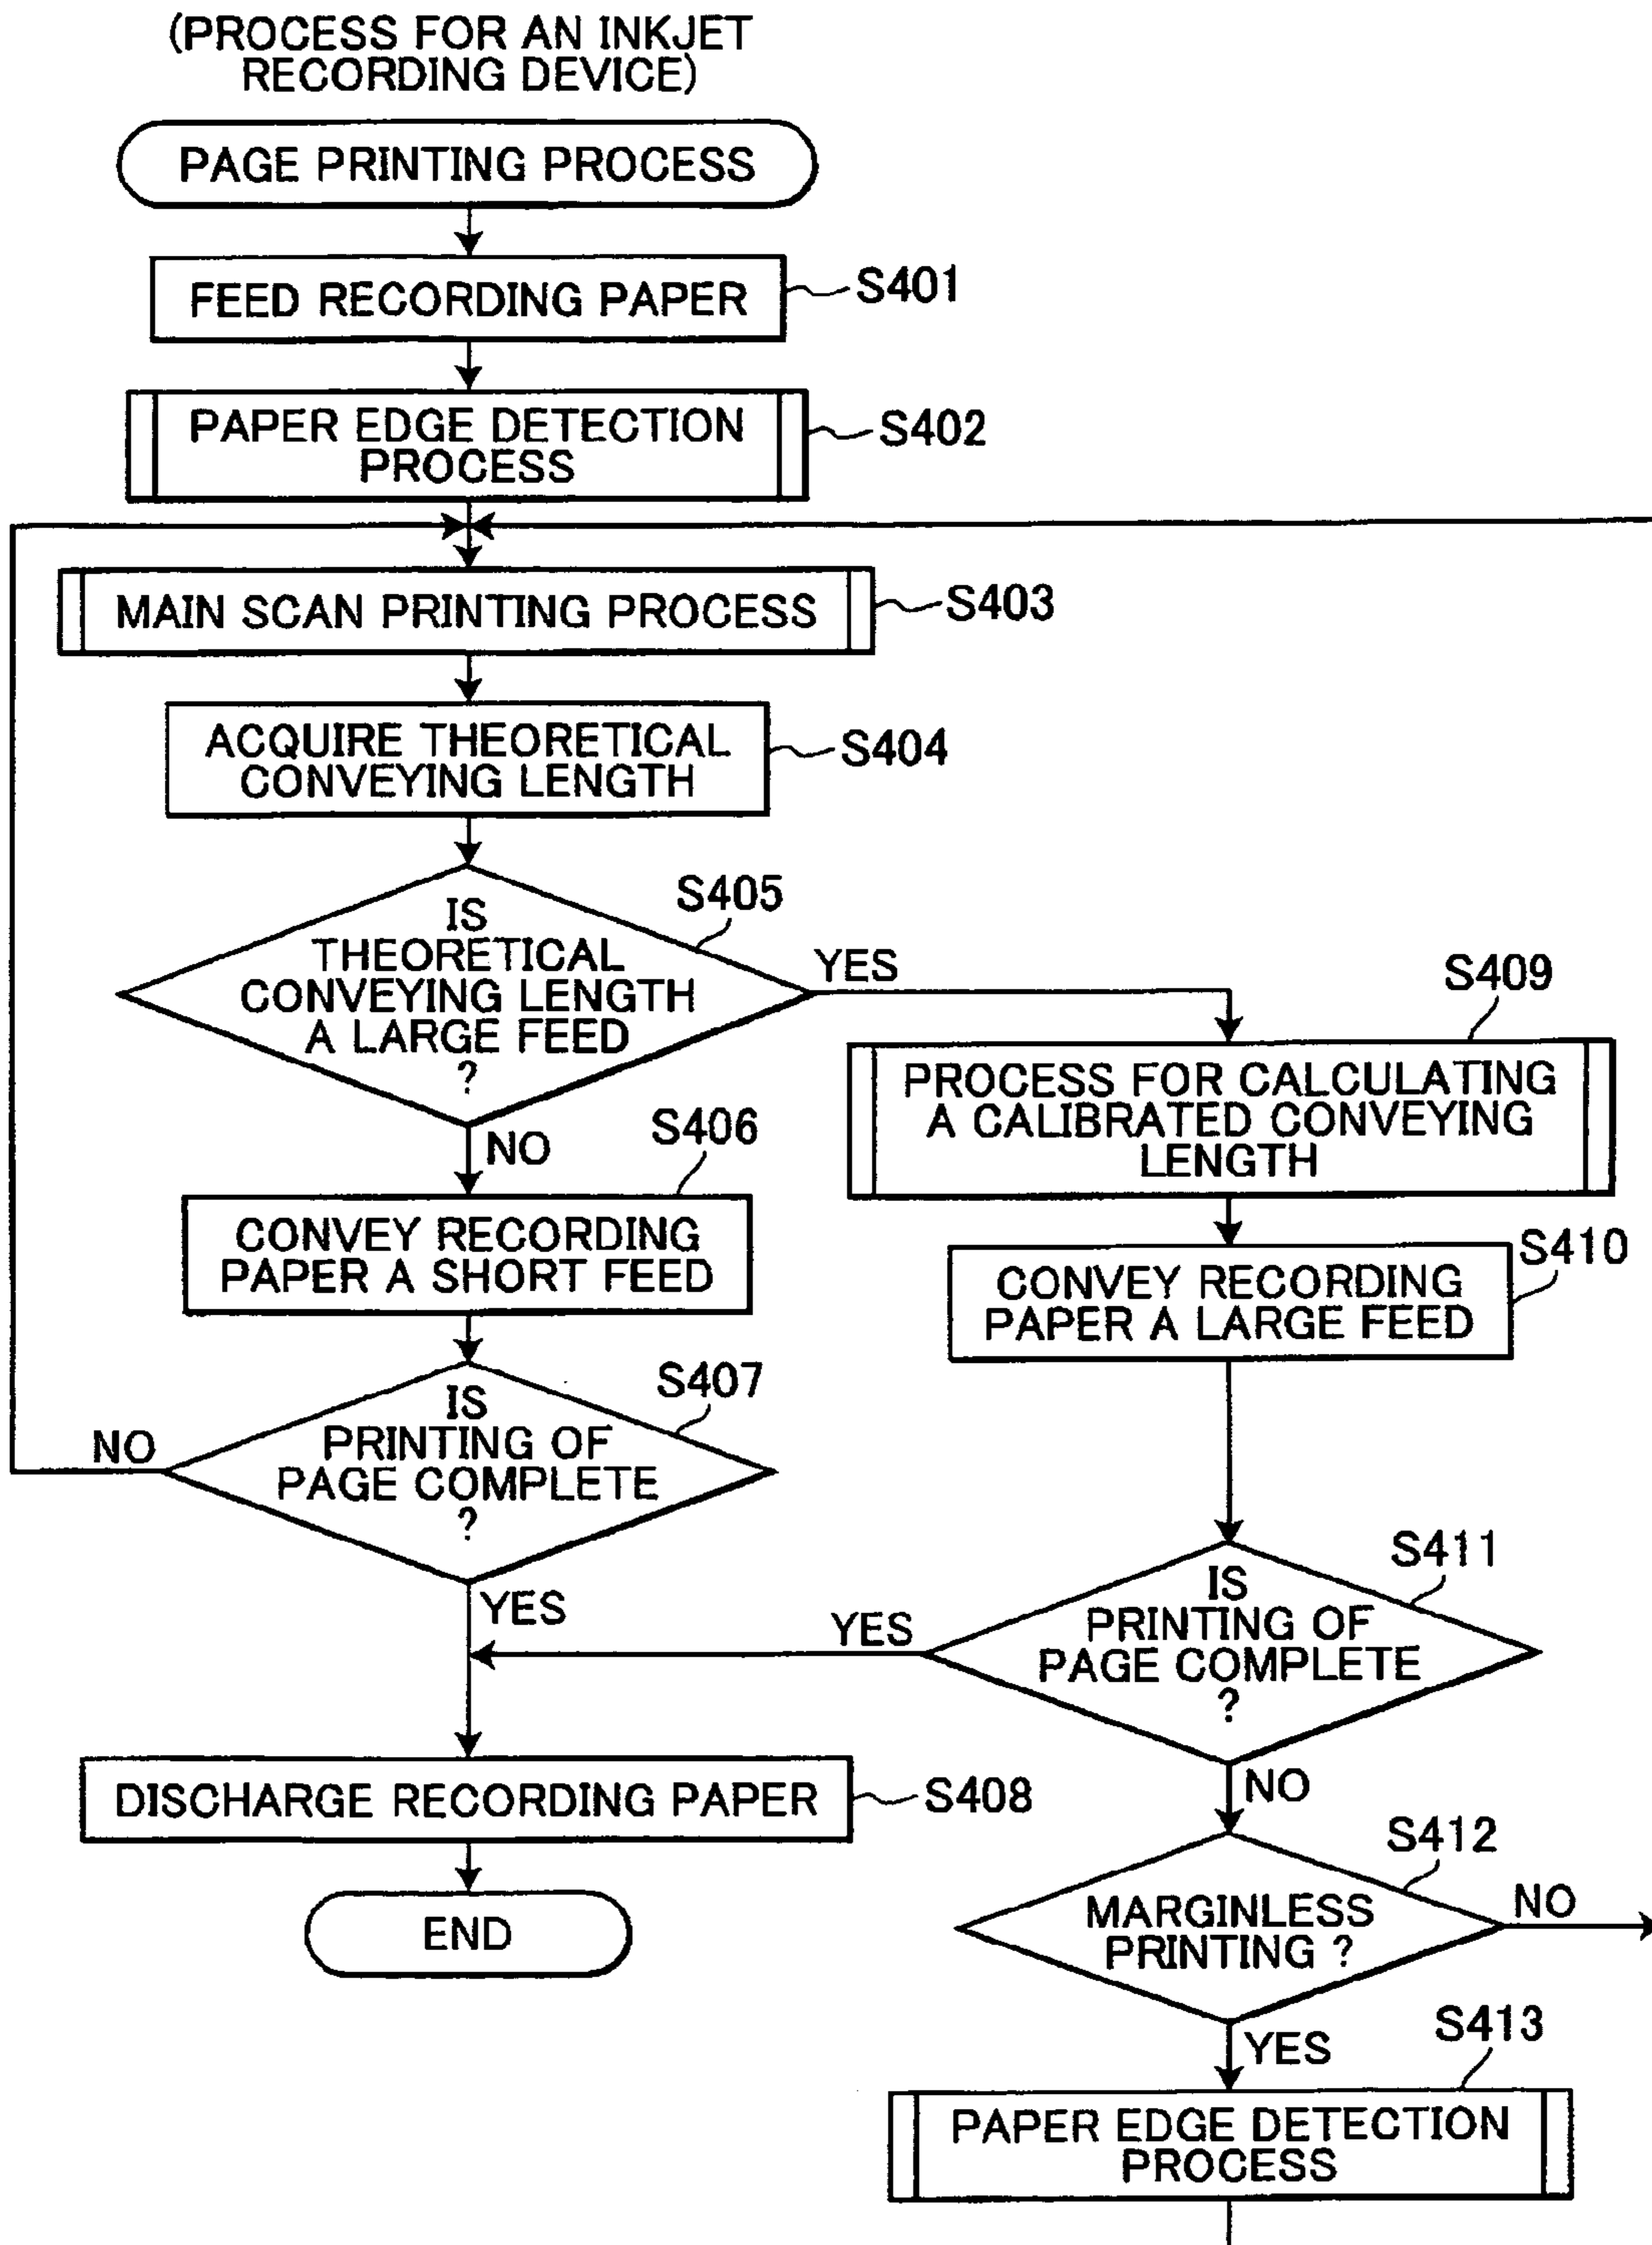 (PROCESS FOR AN INKJET
RECORDING DEVICE)
PAGE PRINTING PROCESS
FEED RECORDING PAPER
S401
PAPER EDGE DETECTION
PROCESS
S402
MAIN SCAN PRINTING PROCESS
S403
ACQUIRE THEORETICAL
CONVEYING LENGTH
S404
S405
IS
THEORETICAL
CONVEYING LENGTH
A LARGE FEED
?
YES
NO
S406
CONVEY RECORDING
PAPER A SHORT FEED
S407
IS
PRINTING OF
PAGE COMPLETE
?
NO
YES
DISCHARGE RECORDING PAPER
S408
END
S409
PROCESS FOR CALCULATING
A CALIBRATED CONVEYING
LENGTH
S410
CONVEY RECORDING
PAPER A LARGE FEED
S411
IS
PRINTING OF
PAGE COMPLETE
?
YES
NO
S412
MARGINLESS
PRINTING ?
NO
YES
S413
PAPER EDGE DETECTION
PROCESS